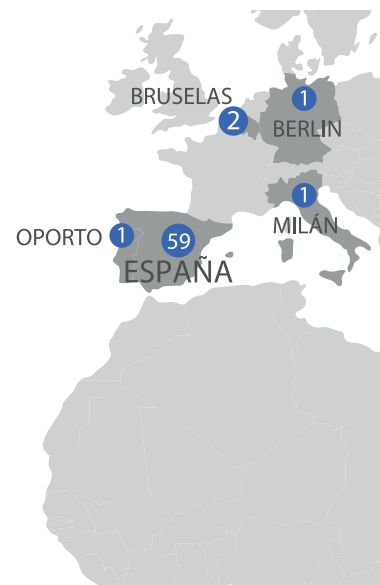 BRUSELAS
2
1
BERLIN
1
MILÁN
OPORTO 1
59
ESPAÑA